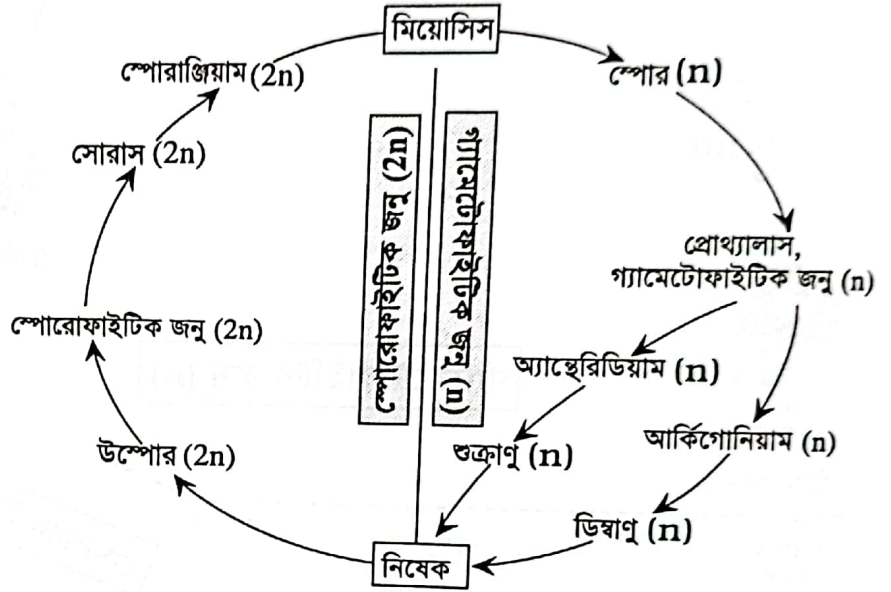 মিয়োসিস
স্পোরাঞ্জিয়াম (2n)
স্পোর (n)
সোরাস (2n)
স্পোরোফাইটিক জনু (2n)
গ্যামেটোফাইটিক জনু (n)
প্রোথ্যালাস,
গ্যামেটোফাইটিক জনু (n)
স্পোরোফাইটিক জনু (2n)
অ্যান্থেরিডিয়াম (n)
আর্কিগোনিয়াম (n)
উস্পোর (2n)
শুক্রাণু (n)
ডিম্বাণু (n)
নিষেক